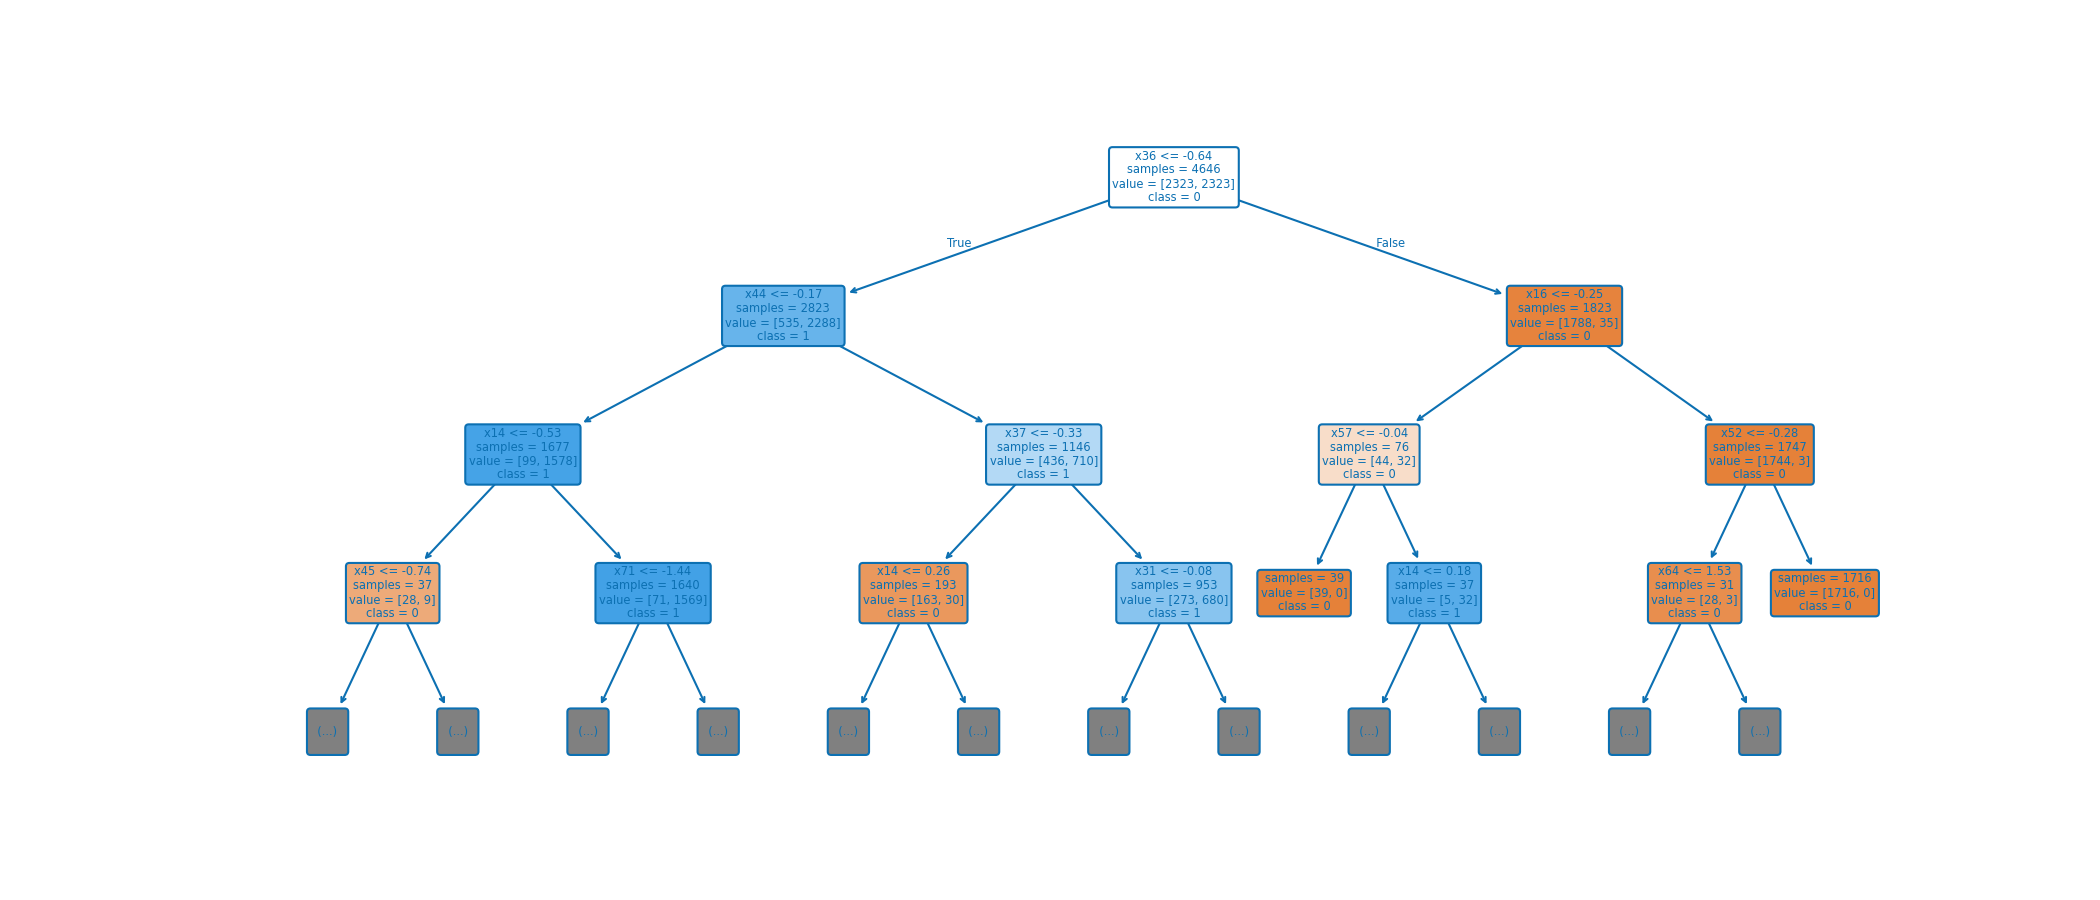 x36 <= -0.64
samples = 4646
value = [2323, 2323]
class = 0
True
False
x44 <= -0.17
samples = 2823
value = [535, 2288]
class = 1
x16 <= -0.25
samples = 1823
value = [1788, 35]
class = 0
x14 <= -0.53
samples = 1677
value = [99, 1578]
class = 1
x37 <= -0.33
samples = 1146
value = [436, 710]
class = 1
x57 <= -0.04
samples = 76
value = [44, 32]
class = 0
x52 <= -0.28
samples = 1747
value = [1744, 3]
class = 0
x45 <= -0.74
samples = 37
value = [28, 9]
class = 0
x71 <= -1.44
samples = 1640
value = [71, 1569]
class = 1
x14 <= 0.26
samples = 193
value = [163, 30]
class = 0
x31 <= -0.08
samples = 953
value = [273, 680]
class = 1
samples = 39
value = [39, 0]
class = 0
x14 <= 0.18
samples = 37
value = [5, 32]
class = 1
x64 <= 1.53
samples = 31
value = [28, 3]
class = 0
samples = 1716
value = [1716, 0]
class = 0
(...)
(...)
(...)
(...)
(...)
(...)
(...)
(...)
(...)
(...)
(...)
(...)